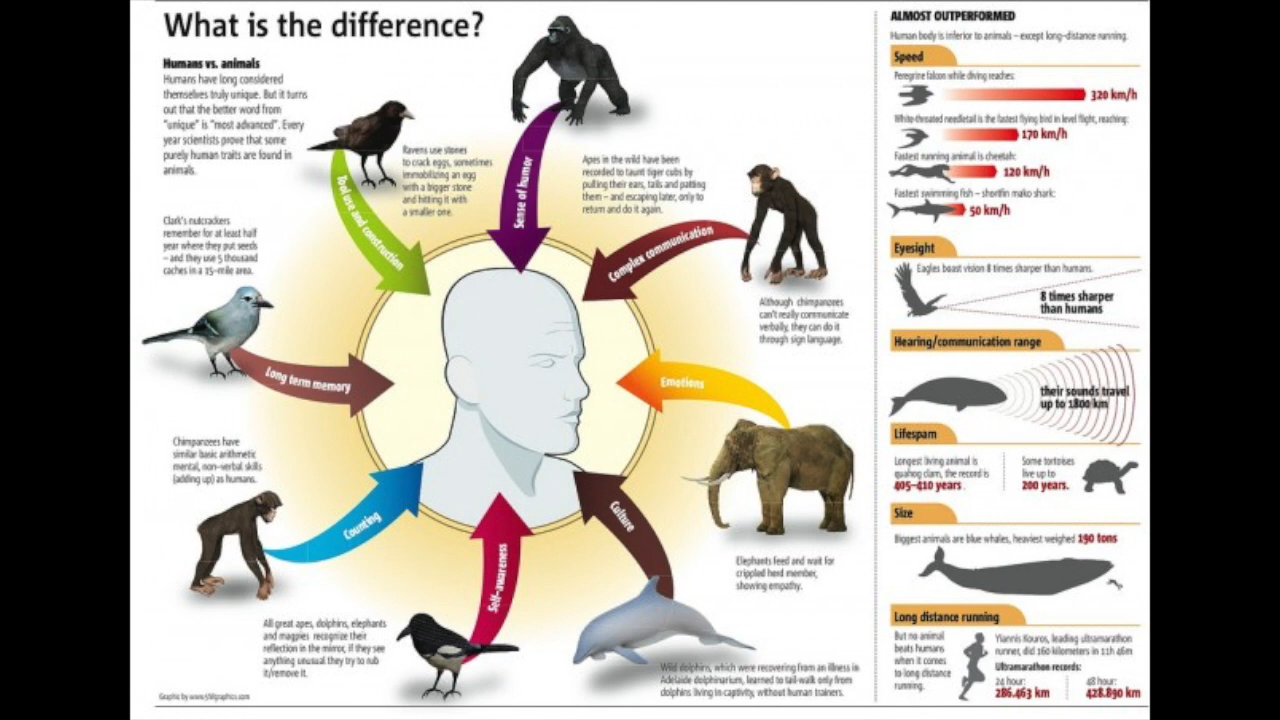 What is the difference?
Humans vs. animals
Humans have long considered
themselves truly unique. But it turns
out that the better word from
"unique" is "most advanced". Every
year scientists prove that some
purely human traits are found in
animals.
Ravens use stones
to crack eggs, sometimes
immobilizing an egg
with a bigger stone
and hitting it with
a smaller one.
Tool use and construction
Sense of humor
Apes in the wild have been
recorded to taunt tiger cubs by
pulling their ears, tails and patting
them – and escaping later, only to
return and do it again.
Complex communication
Although chimpanzees
can't really communicate
verbally, they can do it
through sign language.
Clark's nutcrackers
remember for at least half
year where they put seeds
– and they use 5 thousand
caches in a 15-mile area.
Long term memory
Emotions
Elephants feed and wait for
crippled herd member,
showing empathy.
Chimpanzees have
similar basic arithmetic
mental, non-verbal skills
(adding up) as humans.
Counting
Self-awareness
All great apes, dolphins, elephants
and magpies recognize their
reflection in the mirror, if they see
anything unusual they try to rub
it/remove it.
Culture
Wild dolphins, which were recovering from an illness in
Adelaide dolphinarium, learned to tail-walk only from
dolphins living in captivity, without human trainers.
ALMOST OUTPERFORMED
Human body is inferior to animals – except long-distance running.
Speed
Peregrine falcon while diving reaches:
320 km/h
White-throated needletail is the fastest flying bird in level flight, reaching:
170 km/h
Fastest running animal is cheetah:
120 km/h
Fastest swimming fish – shortfin mako shark:
50 km/h
Eyesight
Eagles boast vision 8 times sharper than humans.
8 times sharper
than humans
Hearing/communication range
their sounds travel
up to 1800 km
Lifespam
Longest living animal is
quahog clam, the record is
405–410 years.
Some tortoises
live up to
200 years.
Size
Biggest animals are blue whales, heaviest weighed 190 tons
Long distance running
But no animal
beats humans
when it comes
to long distance
running.
Yiannis Kouros, leading ultramarathon
runner, did 160 kilometers in 11h 46m
Ultramarathon records:
24 hour:
286.463 km
48 hour:
428.890 km